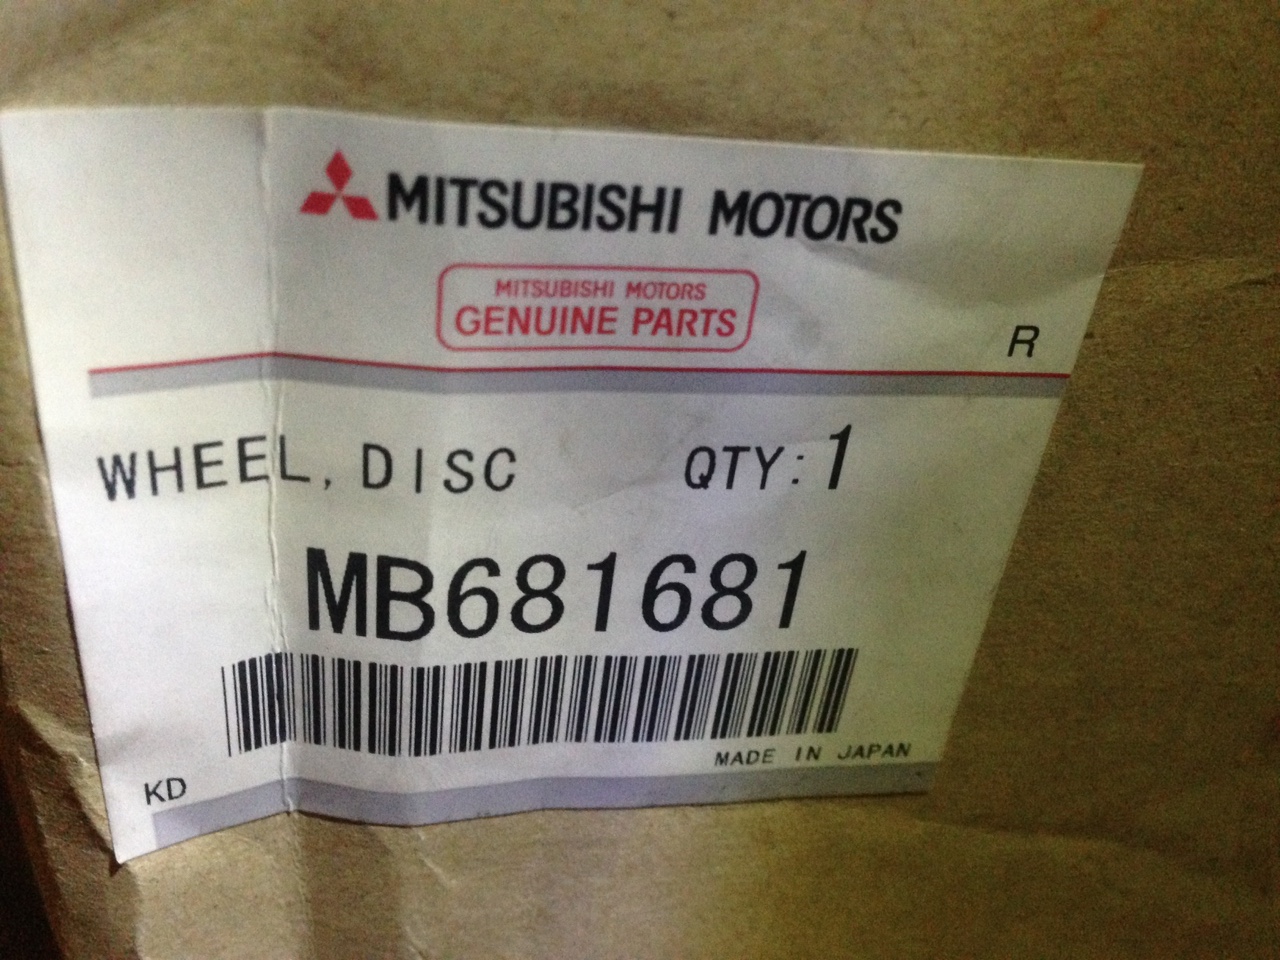 MITSUBISHI MOTORS
MITSUBISHI MOTORS
GENUINE PARTS
R
WHEEL, DISC QTY:1
MB681681
MADE IN JAPAN
KD